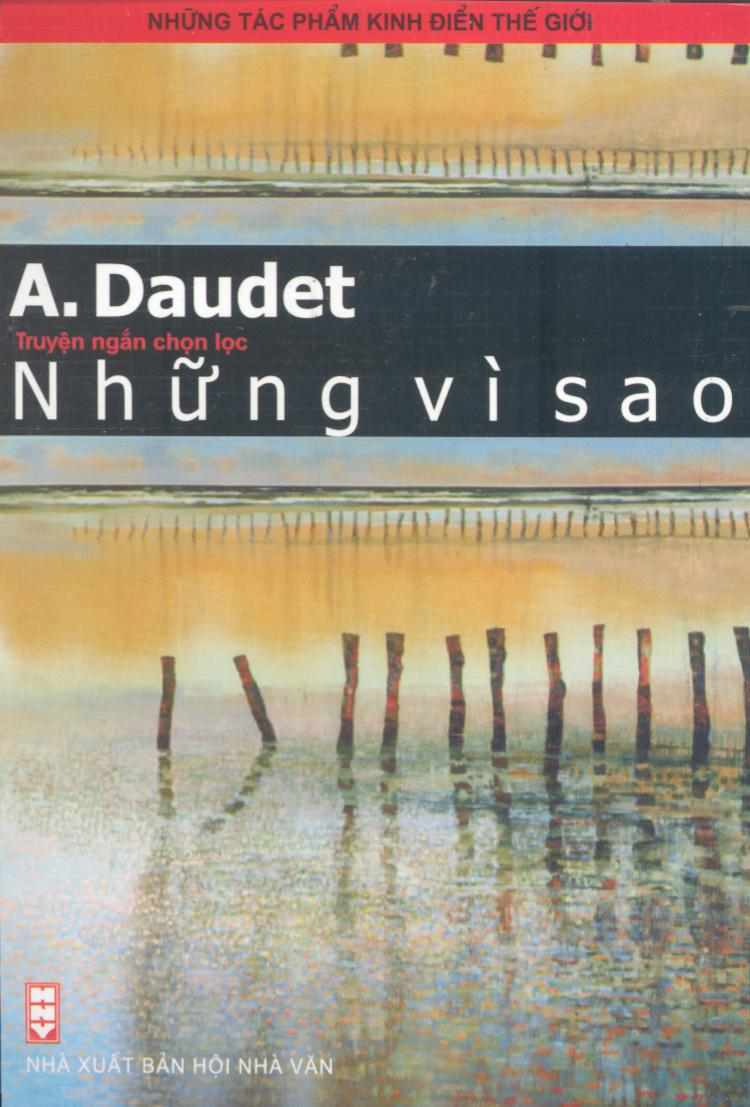 NHỮNG TÁC PHẨM KINH ĐIỂN THẾ GIỚI
A. Daudet
Truyện ngắn chọn lọc
Những vì sao
HNV
NHÀ XUẤT BẢN HỘI NHÀ VĂN